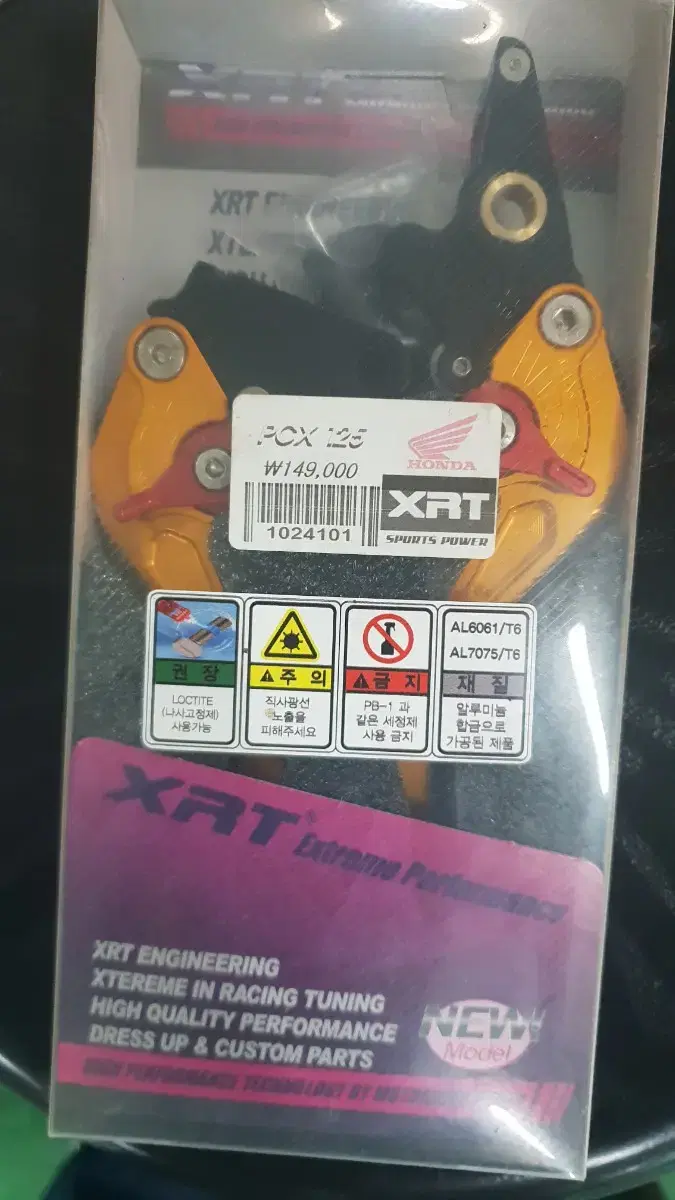 XRT
PCX 125
₩149,000
HONDA
XRT
SPORTS POWER
1024101
권 장
LOCTITE
(나사고정제)
사용가능
주 의
직사광선
노출을
피해주세요
금 지
PB-1 과
같은 세정제
사용 금지
AL6061/T6
AL7075/T6
재 질
알루미늄
합금으로
가공된 제품
XRT®
Extreme Performance
XRT ENGINEERING
XTEREME IN RACING TUNING
HIGH QUALITY PERFORMANCE
DRESS UP & CUSTOM PARTS
NEW
Model
HIGH PERFORMANCE TECHNOLOGY BY